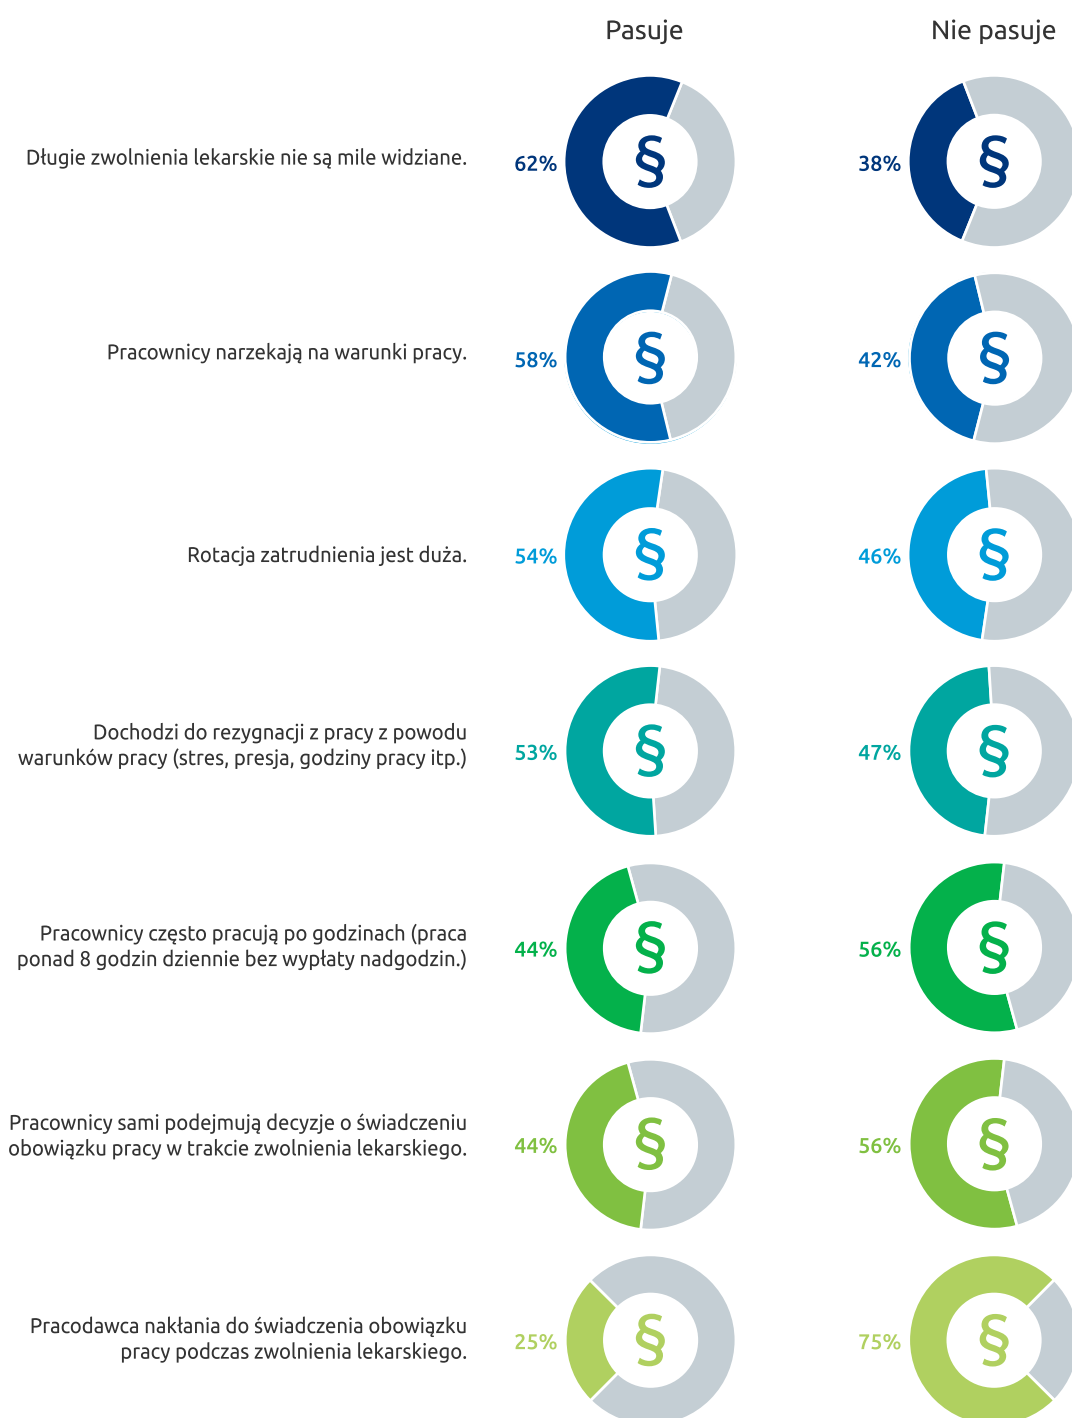 Pasuje Nie pasuje
Długie zwolnienia lekarskie nie są mile widziane. 62% § 38% §
Pracownicy narzekają na warunki pracy. 58% § 42% §
Rotacja zatrudnienia jest duża. 54% § 46% §
Dochodzi do rezygnacji z pracy z powodu
warunków pracy (stres, presja, godziny pracy itp.) 53% § 47% §
Pracownicy często pracują po godzinach (praca
ponad 8 godzin dziennie bez wypłaty nadgodzin.) 44% § 56% §
Pracownicy sami podejmują decyzje o świadczeniu
obowiązku pracy w trakcie zwolnienia lekarskiego. 44% § 56% §
Pracodawca nakłania do świadczenia obowiązku
pracy podczas zwolnienia lekarskiego. 25% § 75% §